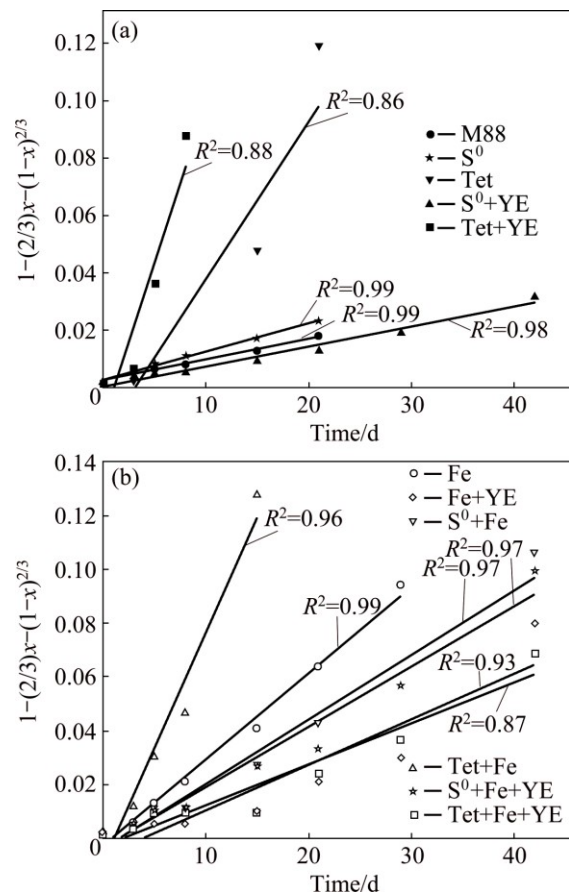 (a)
0.12
0.10
0.08
0.06
0.04
0.02
0
1−(2/3)x−(1−x)^{2/3}
R²=0.88
R²=0.86
M88
S⁰
Tet
S⁰+YE
Tet+YE
R²=0.99
R²=0.99
R²=0.98
10
20
30
40
Time/d
(b)
0.14
0.12
0.10
0.08
0.06
0.04
0.02
0
1−(2/3)x−(1−x)^{2/3}
Fe
Fe+YE
S⁰+Fe
R²=0.96
R²=0.97
R²=0.97
R²=0.99
R²=0.93
R²=0.87
Tet+Fe
S⁰+Fe+YE
Tet+Fe+YE
10
20
30
40
Time/d